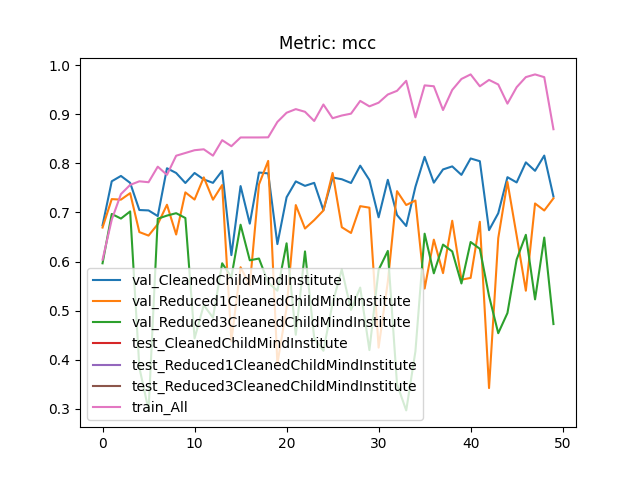 Metric: mcc
1.0
0.9
0.8
0.7
0.6
0.5
0.4
0.3
val_CleanedChildMindInstitute
val_Reduced1CleanedChildMindInstitute
val_Reduced3CleanedChildMindInstitute
test_CleanedChildMindInstitute
test_Reduced1CleanedChildMindInstitute
test_Reduced3CleanedChildMindInstitute
train_All
0 10 20 30 40 50